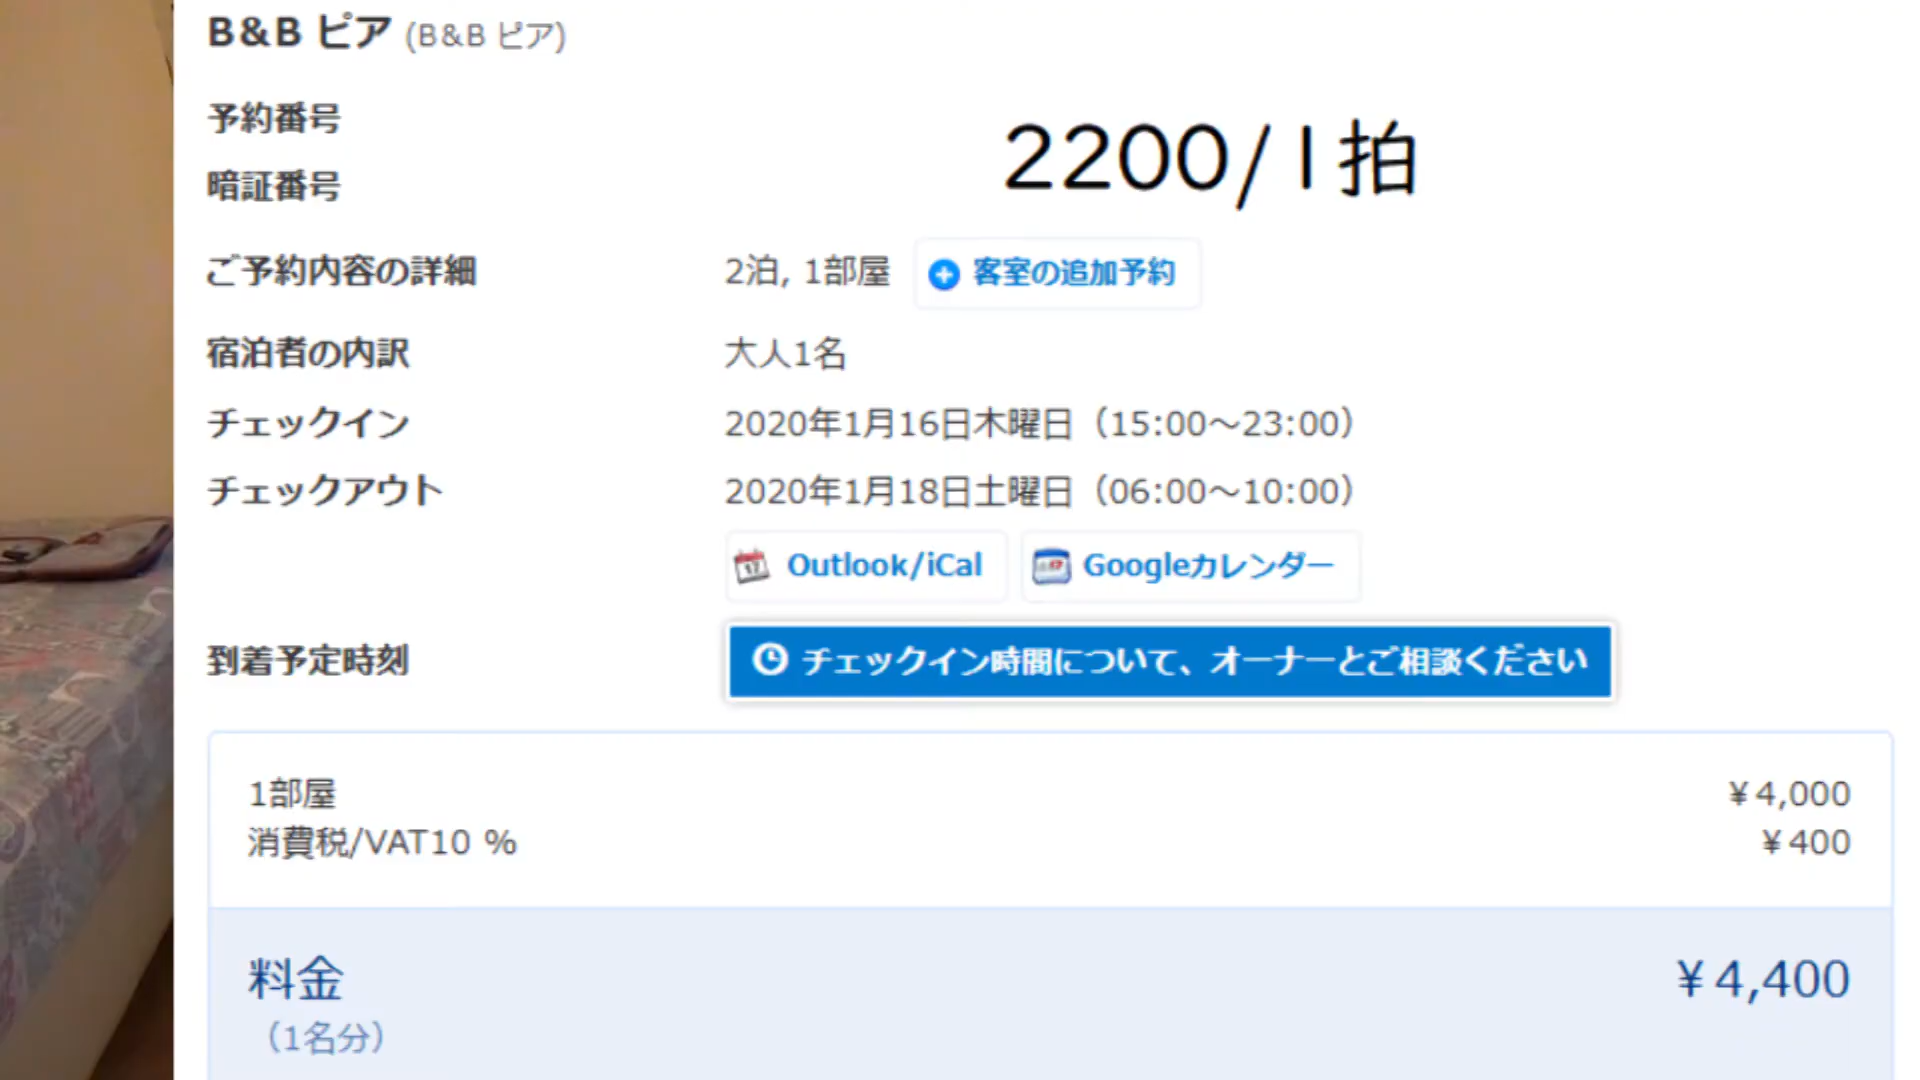 B&B ピア (B&B ピア)
予約番号
2200/1拍
暗証番号
ご予約内容の詳細 2泊, 1部屋 客室の追加予約
宿泊者の内訳 大人1名
チェックイン 2020年1月16日木曜日（15:00〜23:00）
チェックアウト 2020年1月18日土曜日（06:00〜10:00）
Outlook/iCal Googleカレンダー
到着予定時刻 チェックイン時間について、オーナーとご相談ください
1部屋 ¥4,000
消費税/VAT10 % ¥400
料金 ¥4,400
（1名分）